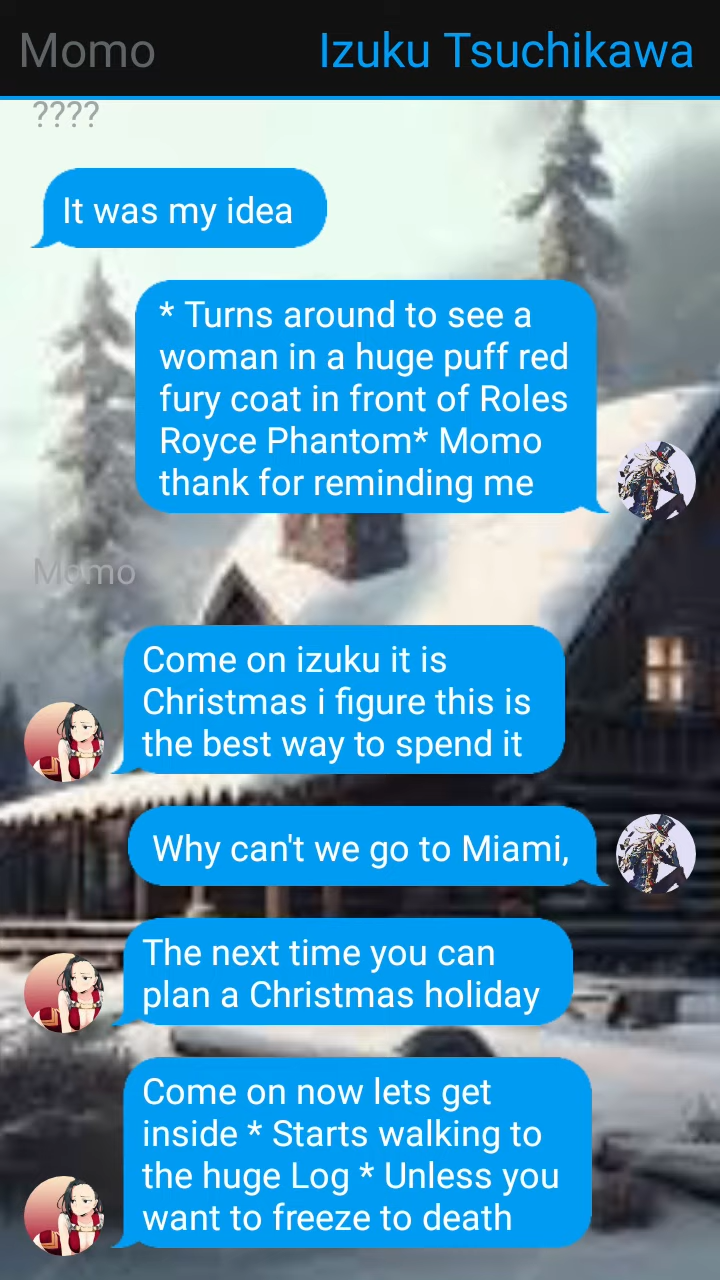 Momo
Izuku Tsuchikawa
????
It was my idea
* Turns around to see a
woman in a huge puff red
fury coat in front of Roles
Royce Phantom* Momo
thank for reminding me
Momo
Come on izuku it is
Christmas i figure this is
the best way to spend it
Why can't we go to Miami,
The next time you can
plan a Christmas holiday
Come on now lets get
inside * Starts walking to
the huge Log * Unless you
want to freeze to death